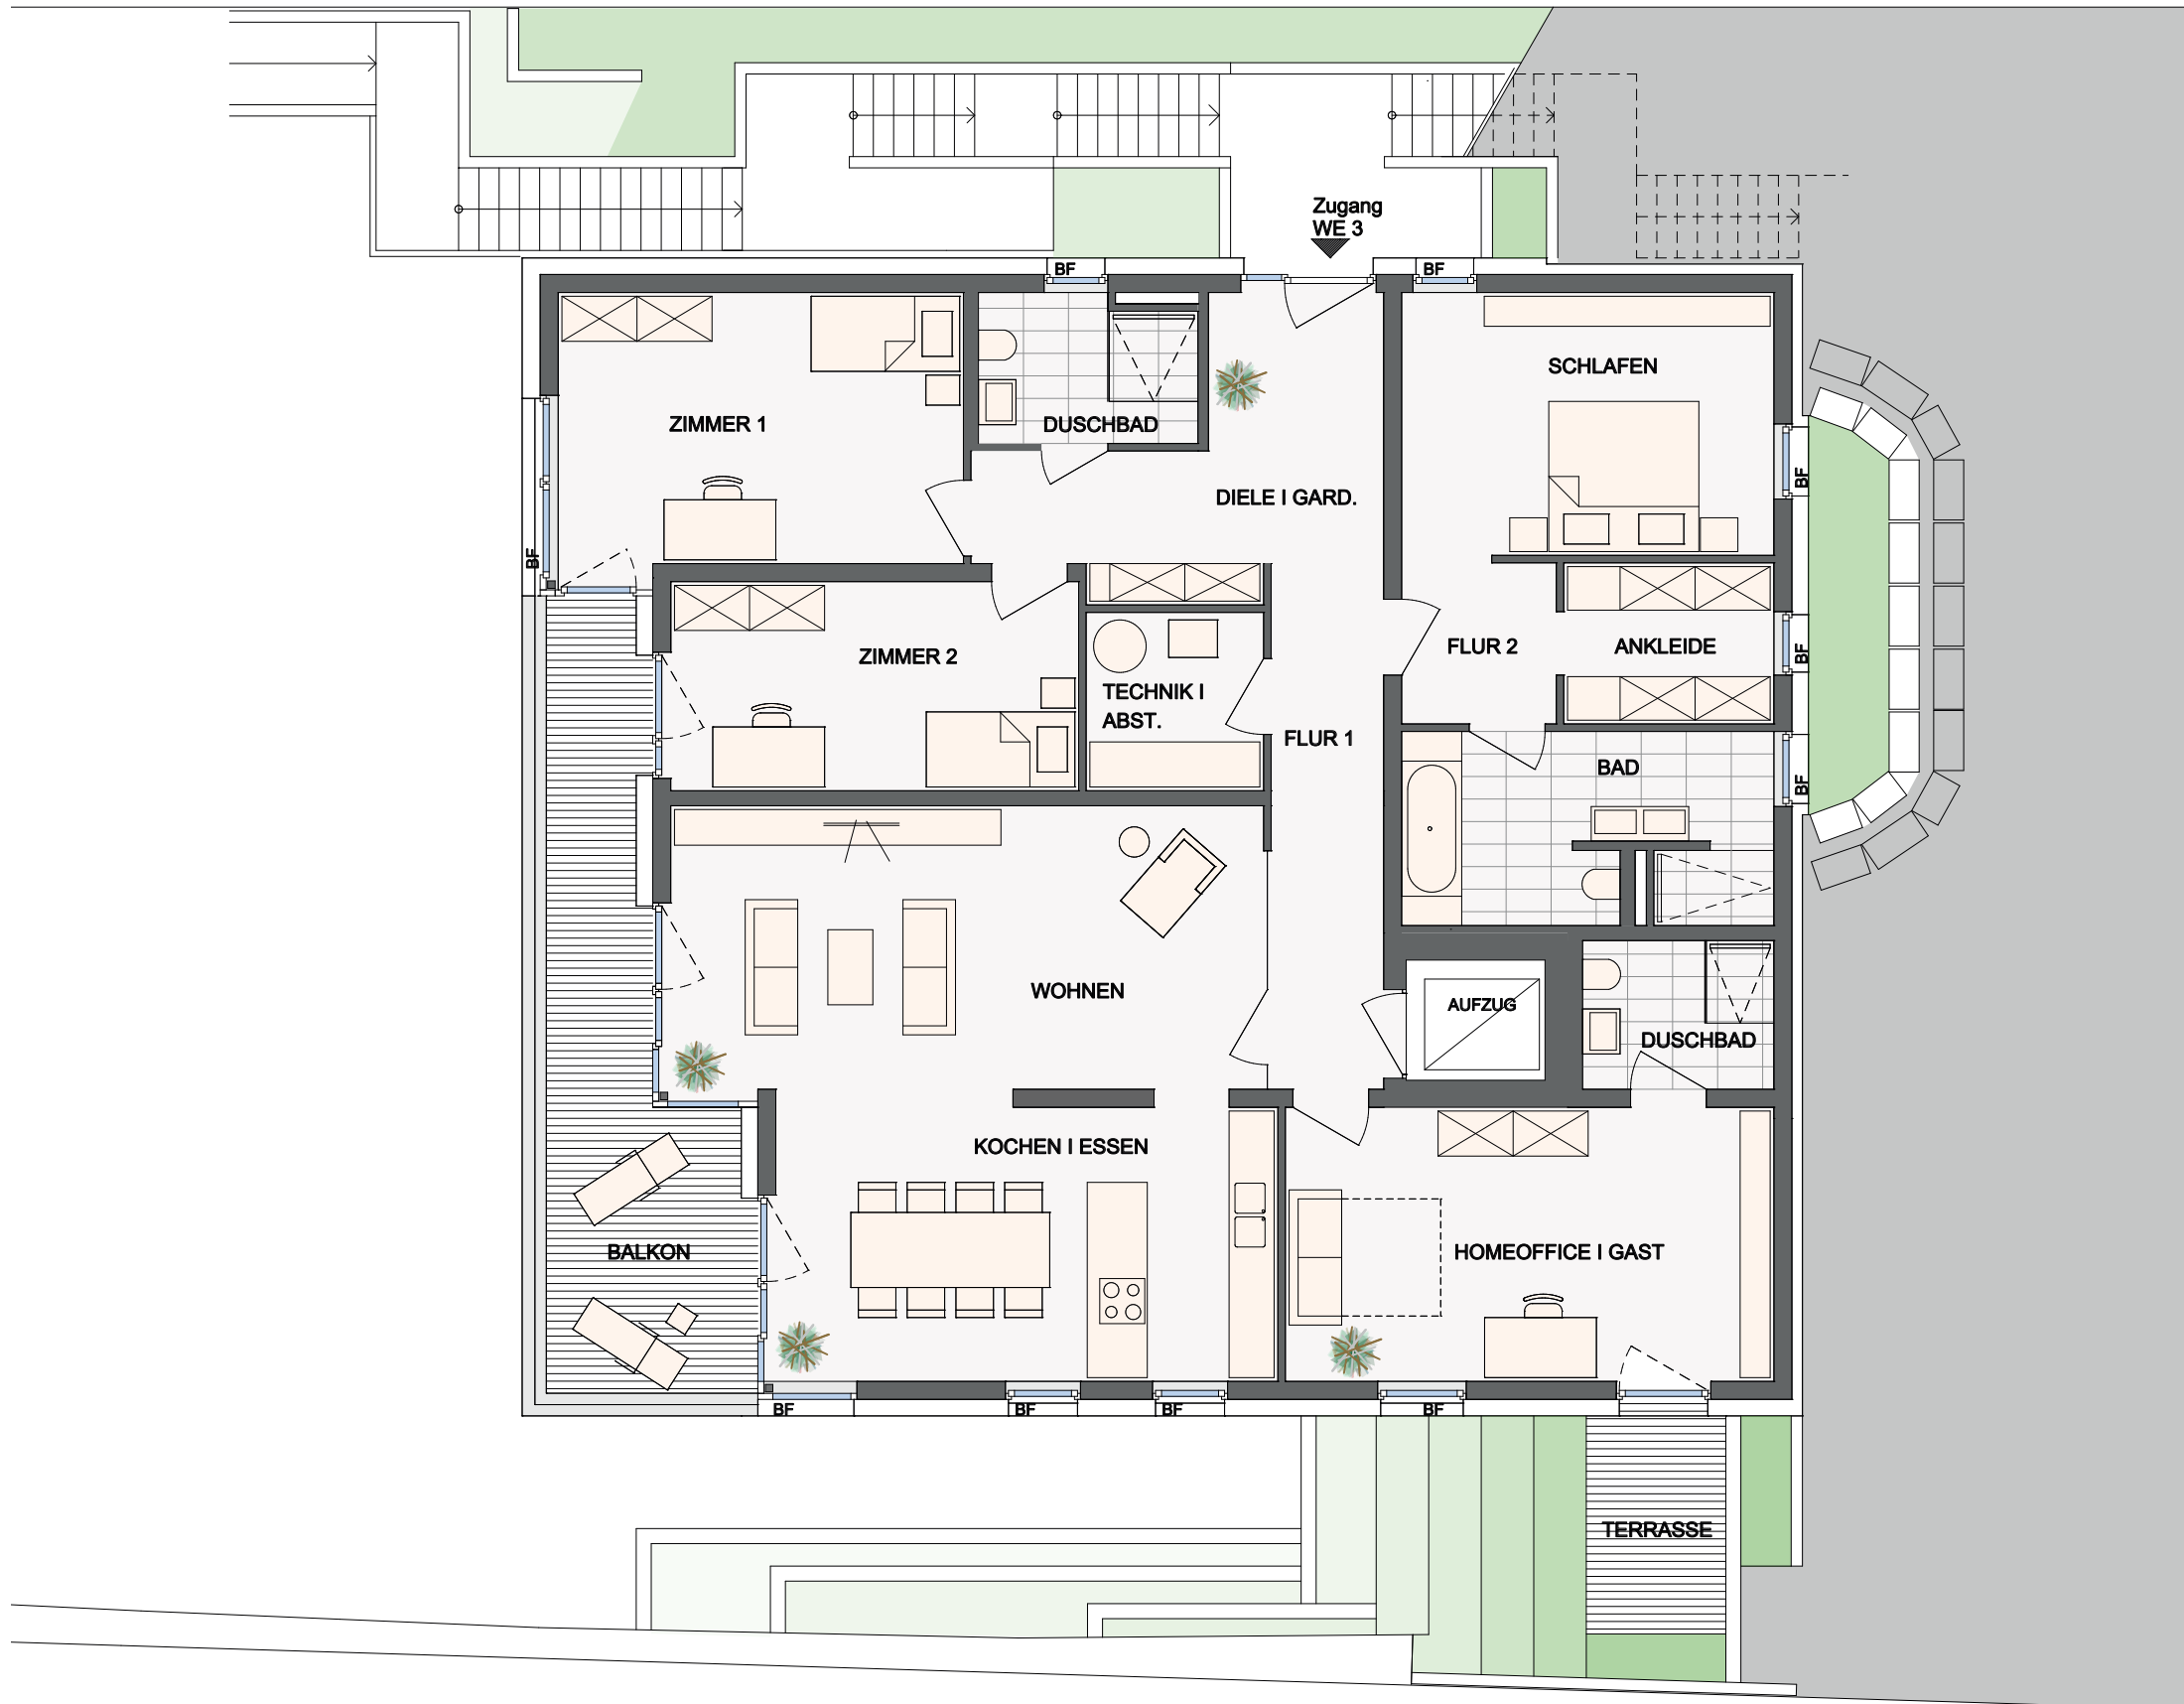 Zugang
WE 3
BF
BF
SCHLAFEN
ZIMMER 1
DUSCHBAD
BF
DIELE I GARD.
BF
ZIMMER 2
FLUR 2
ANKLEIDE
BF
TECHNIK I
ABST.
FLUR 1
BAD
BF
WOHNEN
AUFZUG
DUSCHBAD
KOCHEN I ESSEN
BALKON
HOMEOFFICE I GAST
BF
BF
BF
BF
TERRASSE